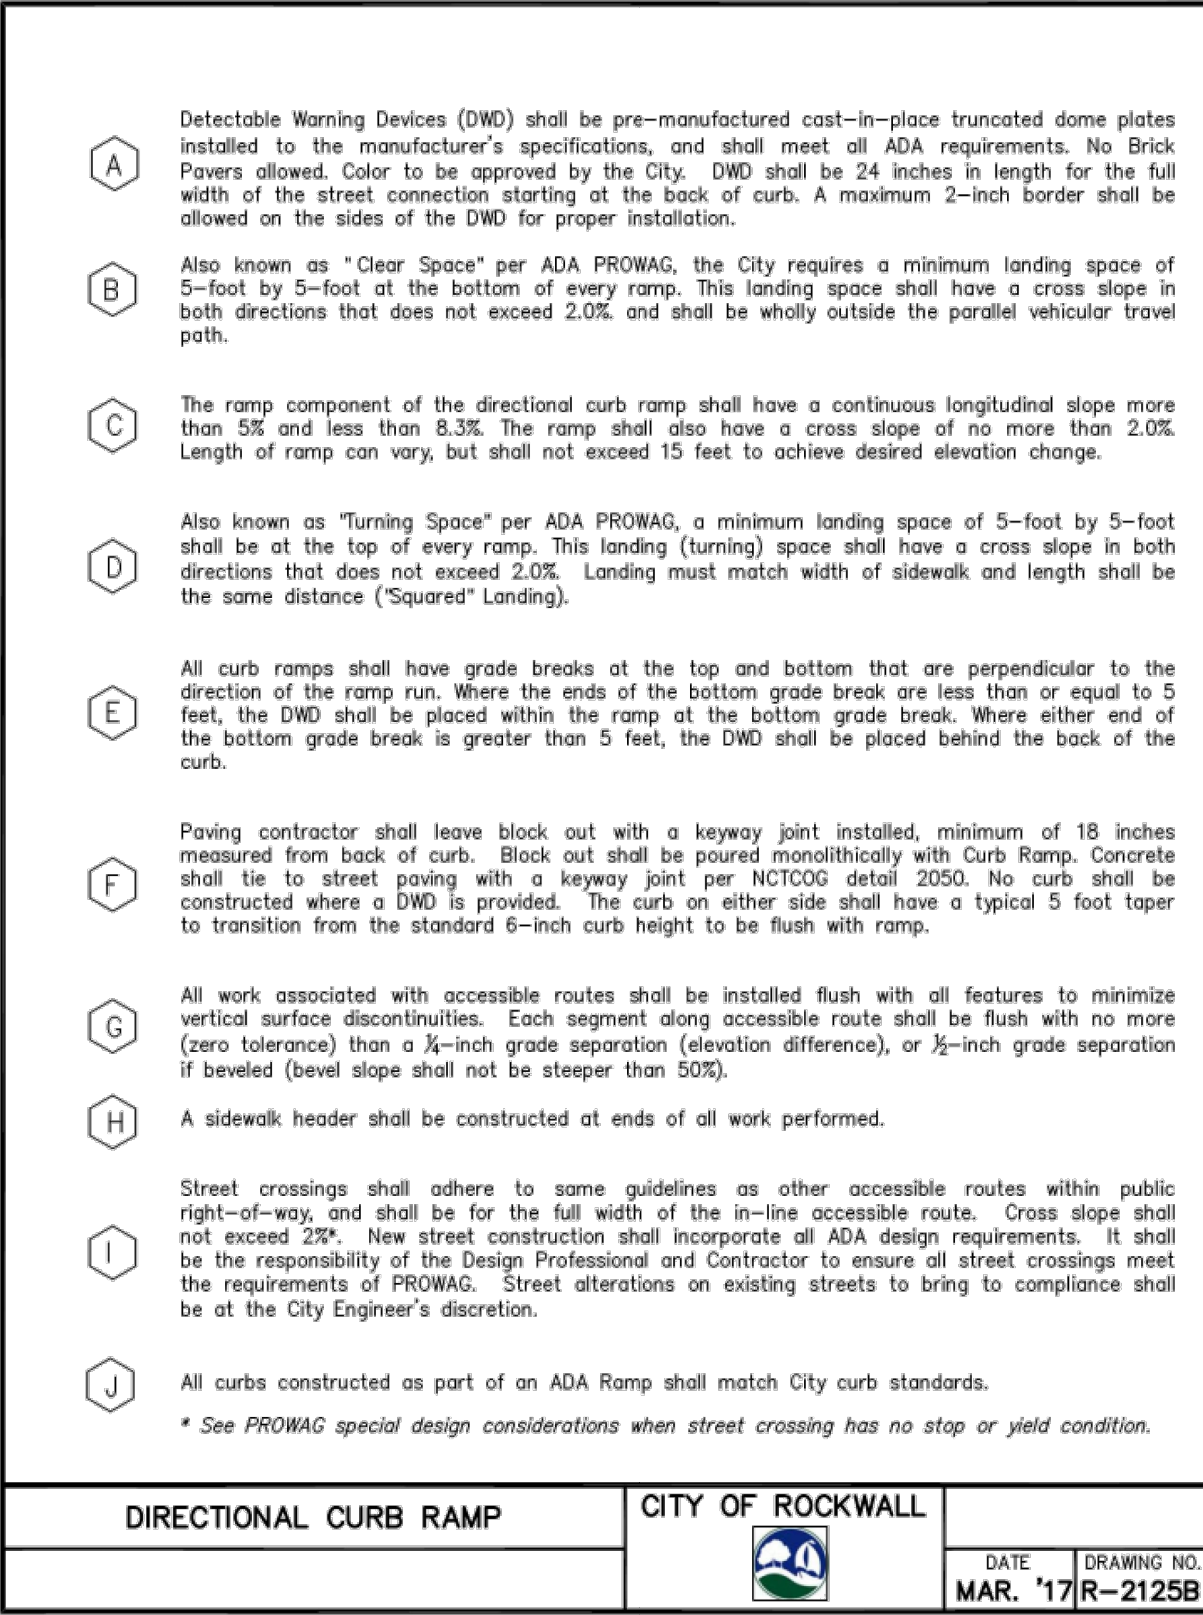 A
Detectable Warning Devices (DWD) shall be pre-manufactured cast-in-place truncated dome plates
installed to the manufacturer's specifications, and shall meet all ADA requirements. No Brick
Pavers allowed. Color to be approved by the City. DWD shall be 24 inches in length for the full
width of the street connection starting at the back of curb. A maximum 2-inch border shall be
allowed on the sides of the DWD for proper installation.
B
Also known as "Clear Space" per ADA PROWAG, the City requires a minimum landing space of
5-foot by 5-foot at the bottom of every ramp. This landing space shall have a cross slope in
both directions that does not exceed 2.0%. and shall be wholly outside the parallel vehicular travel
path.
C
The ramp component of the directional curb ramp shall have a continuous longitudinal slope more
than 5% and less than 8.3%. The ramp shall also have a cross slope of no more than 2.0%.
Length of ramp can vary, but shall not exceed 15 feet to achieve desired elevation change.
D
Also known as "Turning Space" per ADA PROWAG, a minimum landing space of 5-foot by 5-foot
shall be at the top of every ramp. This landing (turning) space shall have a cross slope in both
directions that does not exceed 2.0%. Landing must match width of sidewalk and length shall be
the same distance ("Squared" Landing).
E
All curb ramps shall have grade breaks at the top and bottom that are perpendicular to the
direction of the ramp run. Where the ends of the bottom grade break are less than or equal to 5
feet, the DWD shall be placed within the ramp at the bottom grade break. Where either end of
the bottom grade break is greater than 5 feet, the DWD shall be placed behind the back of the
curb.
F
Paving contractor shall leave block out with a keyway joint installed, minimum of 18 inches
measured from back of curb. Block out shall be poured monolithically with Curb Ramp. Concrete
shall tie to street paving with a keyway joint per NCTCOG detail 2050. No curb shall be
constructed where a DWD is provided. The curb on either side shall have a typical 5 foot taper
to transition from the standard 6-inch curb height to be flush with ramp.
G
All work associated with accessible routes shall be installed flush with all features to minimize
vertical surface discontinuities. Each segment along accessible route shall be flush with no more
(zero tolerance) than a ¼-inch grade separation (elevation difference), or ½-inch grade separation
if beveled (bevel slope shall not be steeper than 50%).
H
A sidewalk header shall be constructed at ends of all work performed.
I
Street crossings shall adhere to same guidelines as other accessible routes within public
right-of-way, and shall be for the full width of the in-line accessible route. Cross slope shall
not exceed 2%*. New street construction shall incorporate all ADA design requirements. It shall
be the responsibility of the Design Professional and Contractor to ensure all street crossings meet
the requirements of PROWAG. Street alterations on existing streets to bring to compliance shall
be at the City Engineer's discretion.
J
All curbs constructed as part of an ADA Ramp shall match City curb standards.
* See PROWAG special design considerations when street crossing has no stop or yield condition.
DIRECTIONAL CURB RAMP
CITY OF ROCKWALL
DATE
MAR. '17
DRAWING NO.
R-2125B